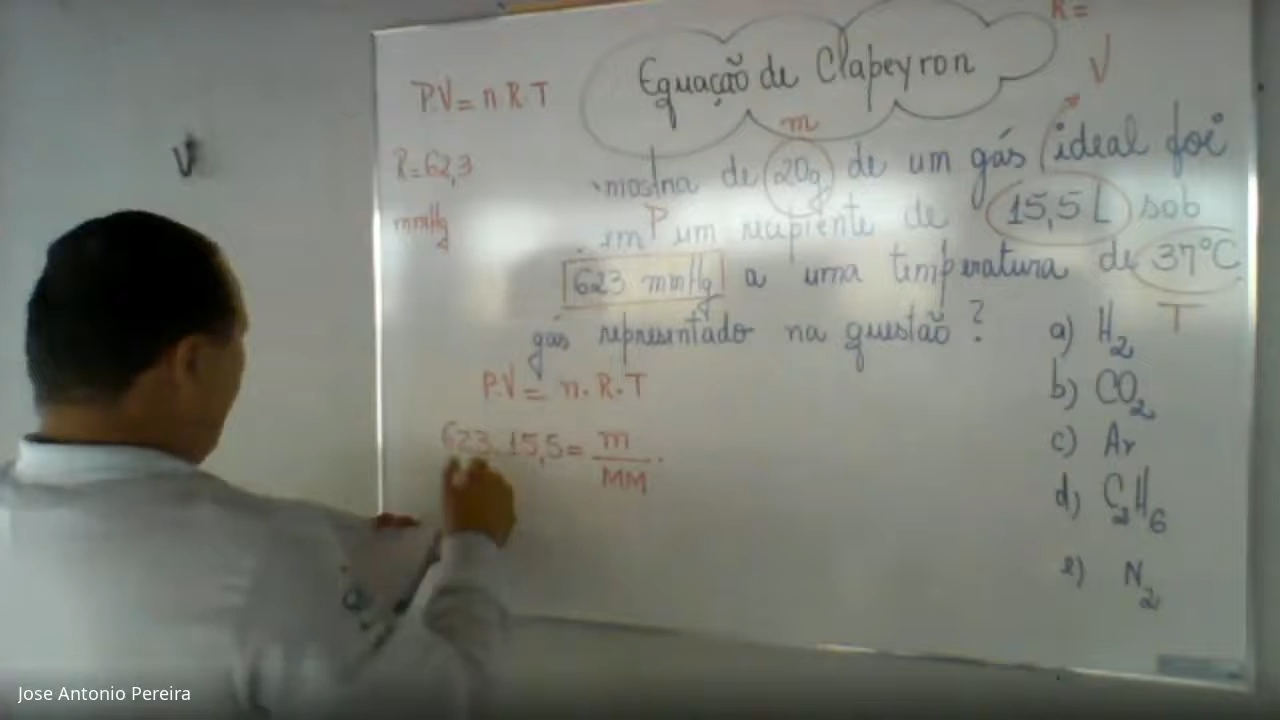 R =
Equação de Clapeyron
P.V = n R.T
V
m
R=62,3
mmHg
mostra de 20g de um gás ideal foi
P
em um recipiente de 15,5 L sob
623 mmHg a uma temperatura de 37°C
T
gás representado na questão ?
a) H2
b) CO2
c) Ar
d) C2H6
e) N2
P.V = n. R. T
623.15,5 = m
MM .
Jose Antonio Pereira